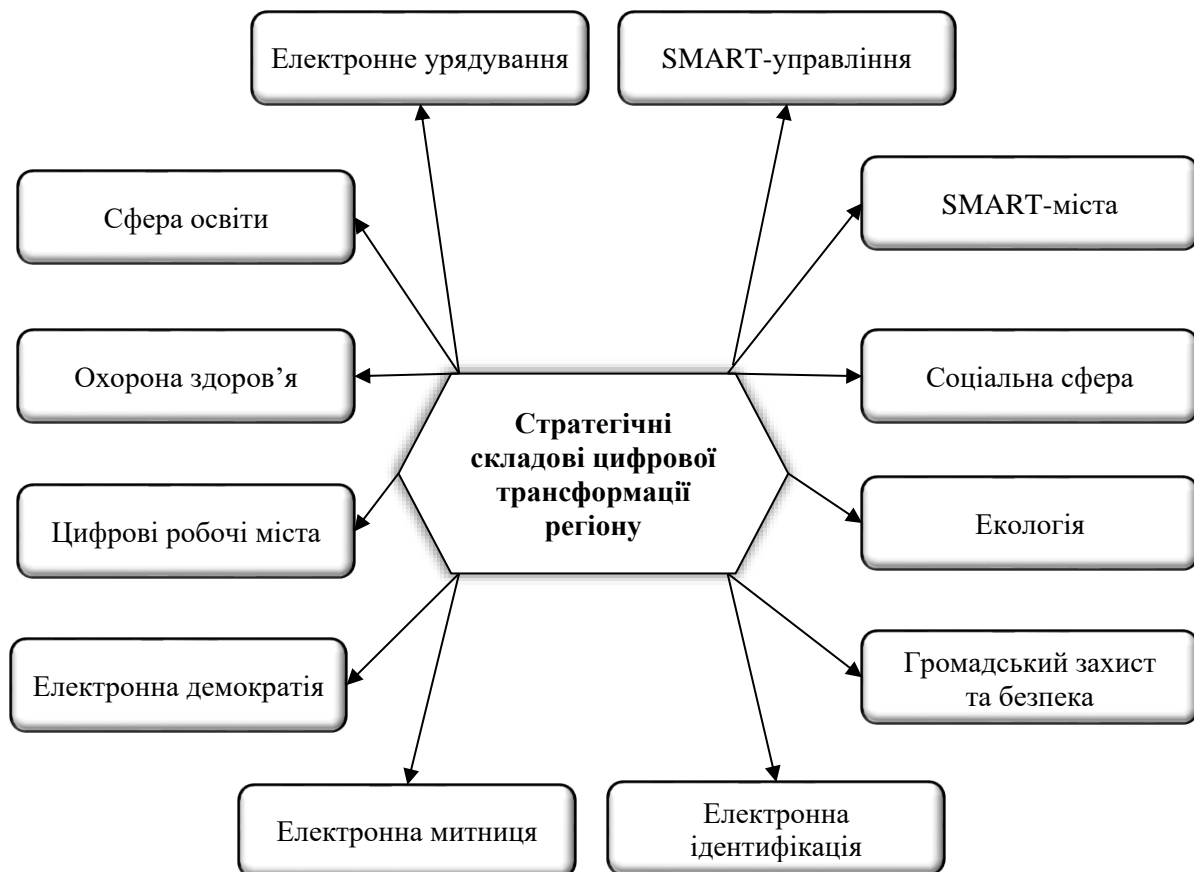 Електронне урядування
SMART-управління
Сфера освіти
SMART-міста
Охорона здоров’я
Соціальна сфера
Стратегічні
складові цифрової
трансформації
регіону
Цифрові робочі міста
Екологія
Електронна демократія
Громадський захист
та безпека
Електронна митниця
Електронна
ідентифікація